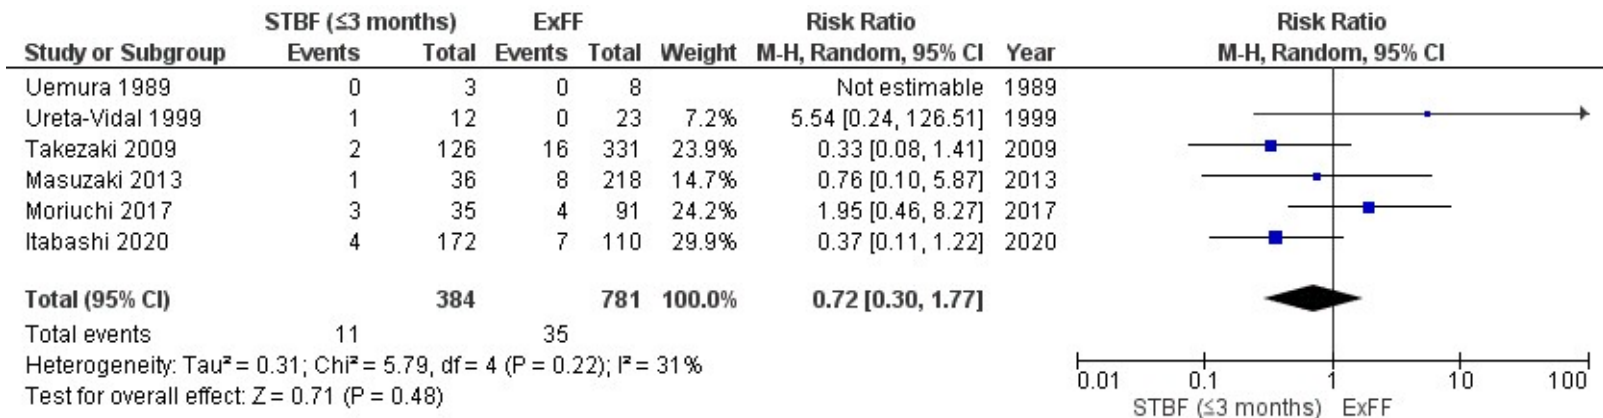 STBF (≤3 months) ExFF Risk Ratio Risk Ratio
Study or Subgroup Events Total Events Total Weight M-H, Random, 95% CI Year M-H, Random, 95% CI
Uemura 1989 0 3 0 8 Not estimable 1989
Ureta-Vidal 1999 1 12 0 23 7.2% 5.54 [0.24, 126.51] 1999
Takezaki 2009 2 126 16 331 23.9% 0.33 [0.08, 1.41] 2009
Masuzaki 2013 1 36 8 218 14.7% 0.76 [0.10, 5.87] 2013
Moriuchi 2017 3 35 4 91 24.2% 1.95 [0.46, 8.27] 2017
Itabashi 2020 4 172 7 110 29.9% 0.37 [0.11, 1.22] 2020
Total (95% CI) 384 781 100.0% 0.72 [0.30, 1.77]
Total events 11 35
Heterogeneity: Tau² = 0.31; Chi² = 5.79, df = 4 (P = 0.22); I² = 31%
Test for overall effect: Z = 0.71 (P = 0.48)
0.01 0.1 1 10 100
STBF (≤3 months) ExFF